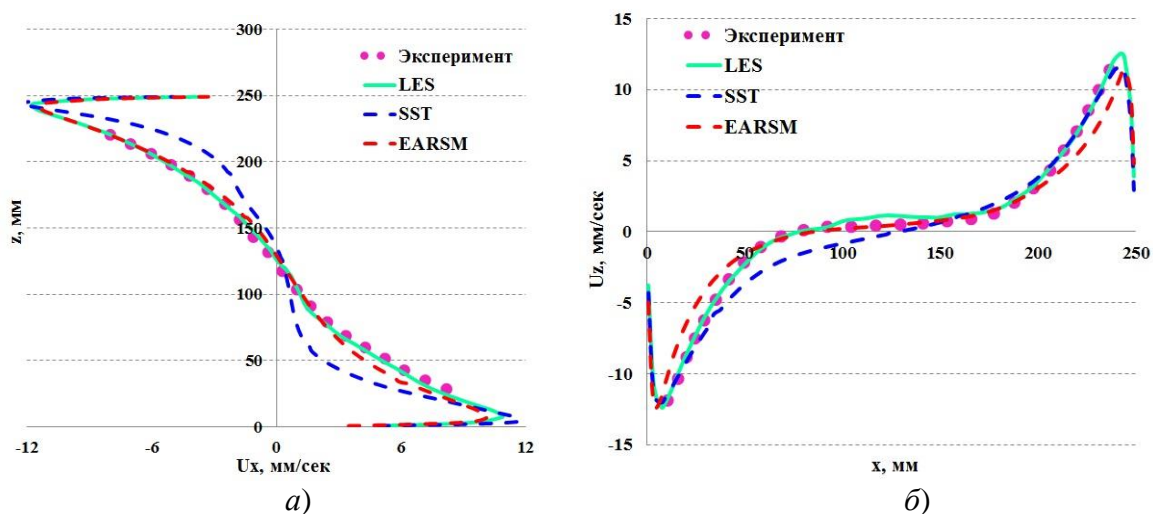 300
250
200
150
100
50
0
z, мм
-12
-6
0
6
12
Ux, мм/сек
Эксперимент
LES
SST
EARSM
а)
15
10
5
0
-5
-10
-15
Uz, мм/сек
0
50
100
150
200
250
x, мм
Эксперимент
LES
SST
EARSM
б)